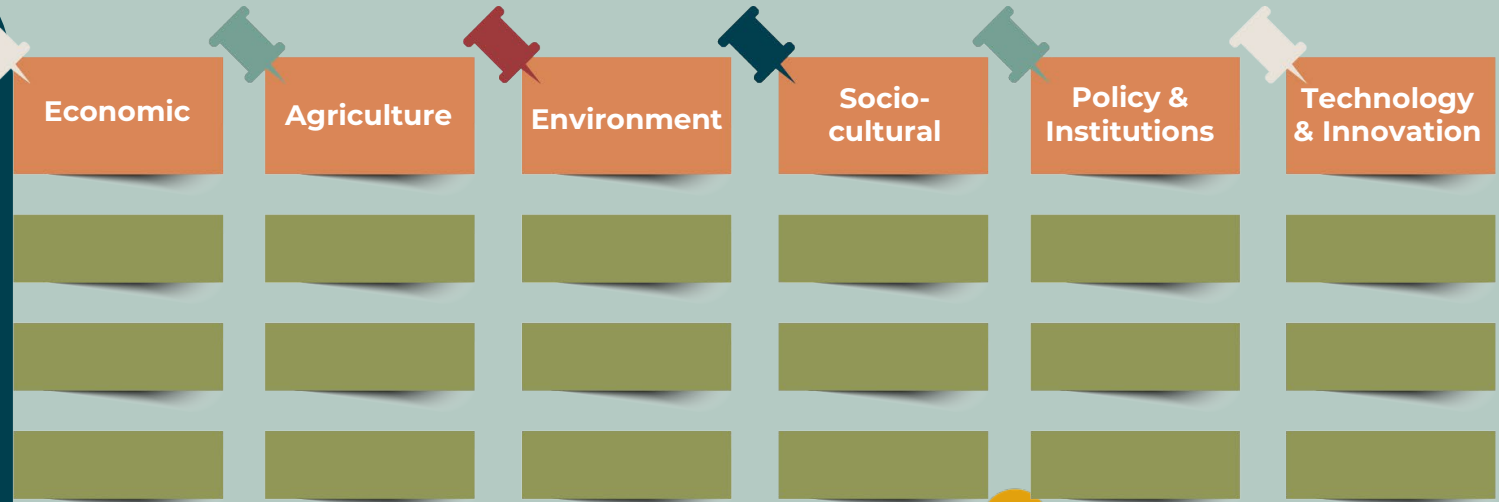 Economic
Agriculture
Environment
Socio-
cultural
Policy &
Institutions
Technology
& Innovation